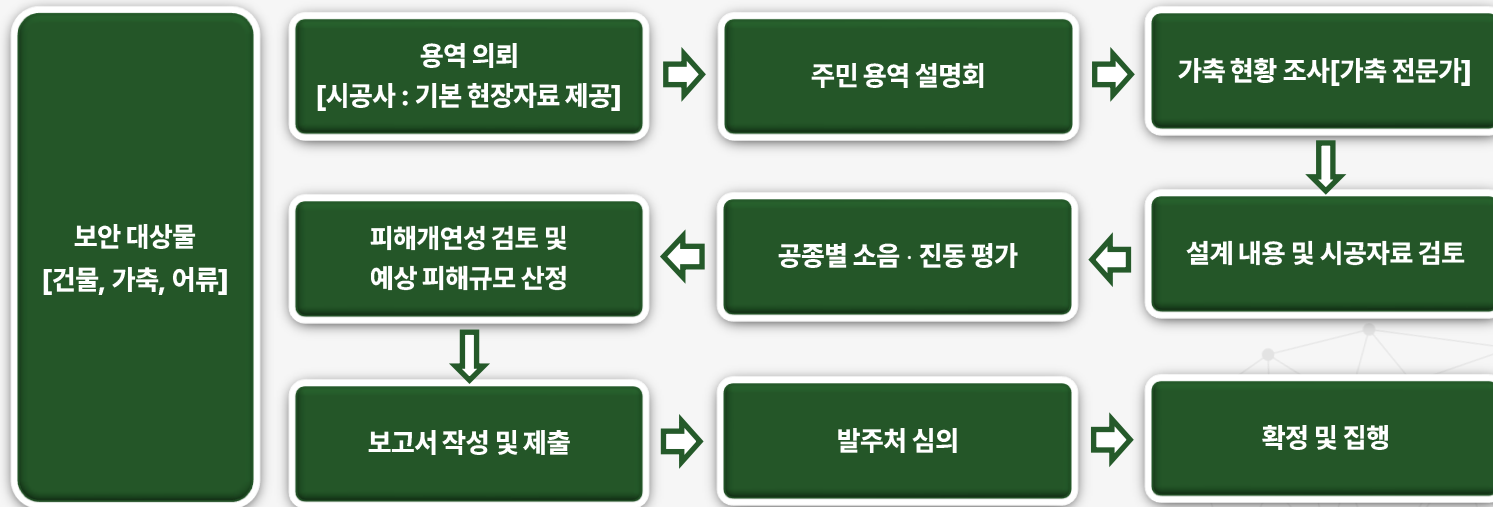 보안 대상물
[건물, 가축, 어류]
용역 의뢰
[시공사 : 기본 현장자료 제공]
주민 용역 설명회
가축 현황 조사[가축 전문가]
설계 내용 및 시공자료 검토
공종별 소음 · 진동 평가
피해개연성 검토 및
예상 피해규모 산정
보고서 작성 및 제출
발주처 심의
확정 및 집행